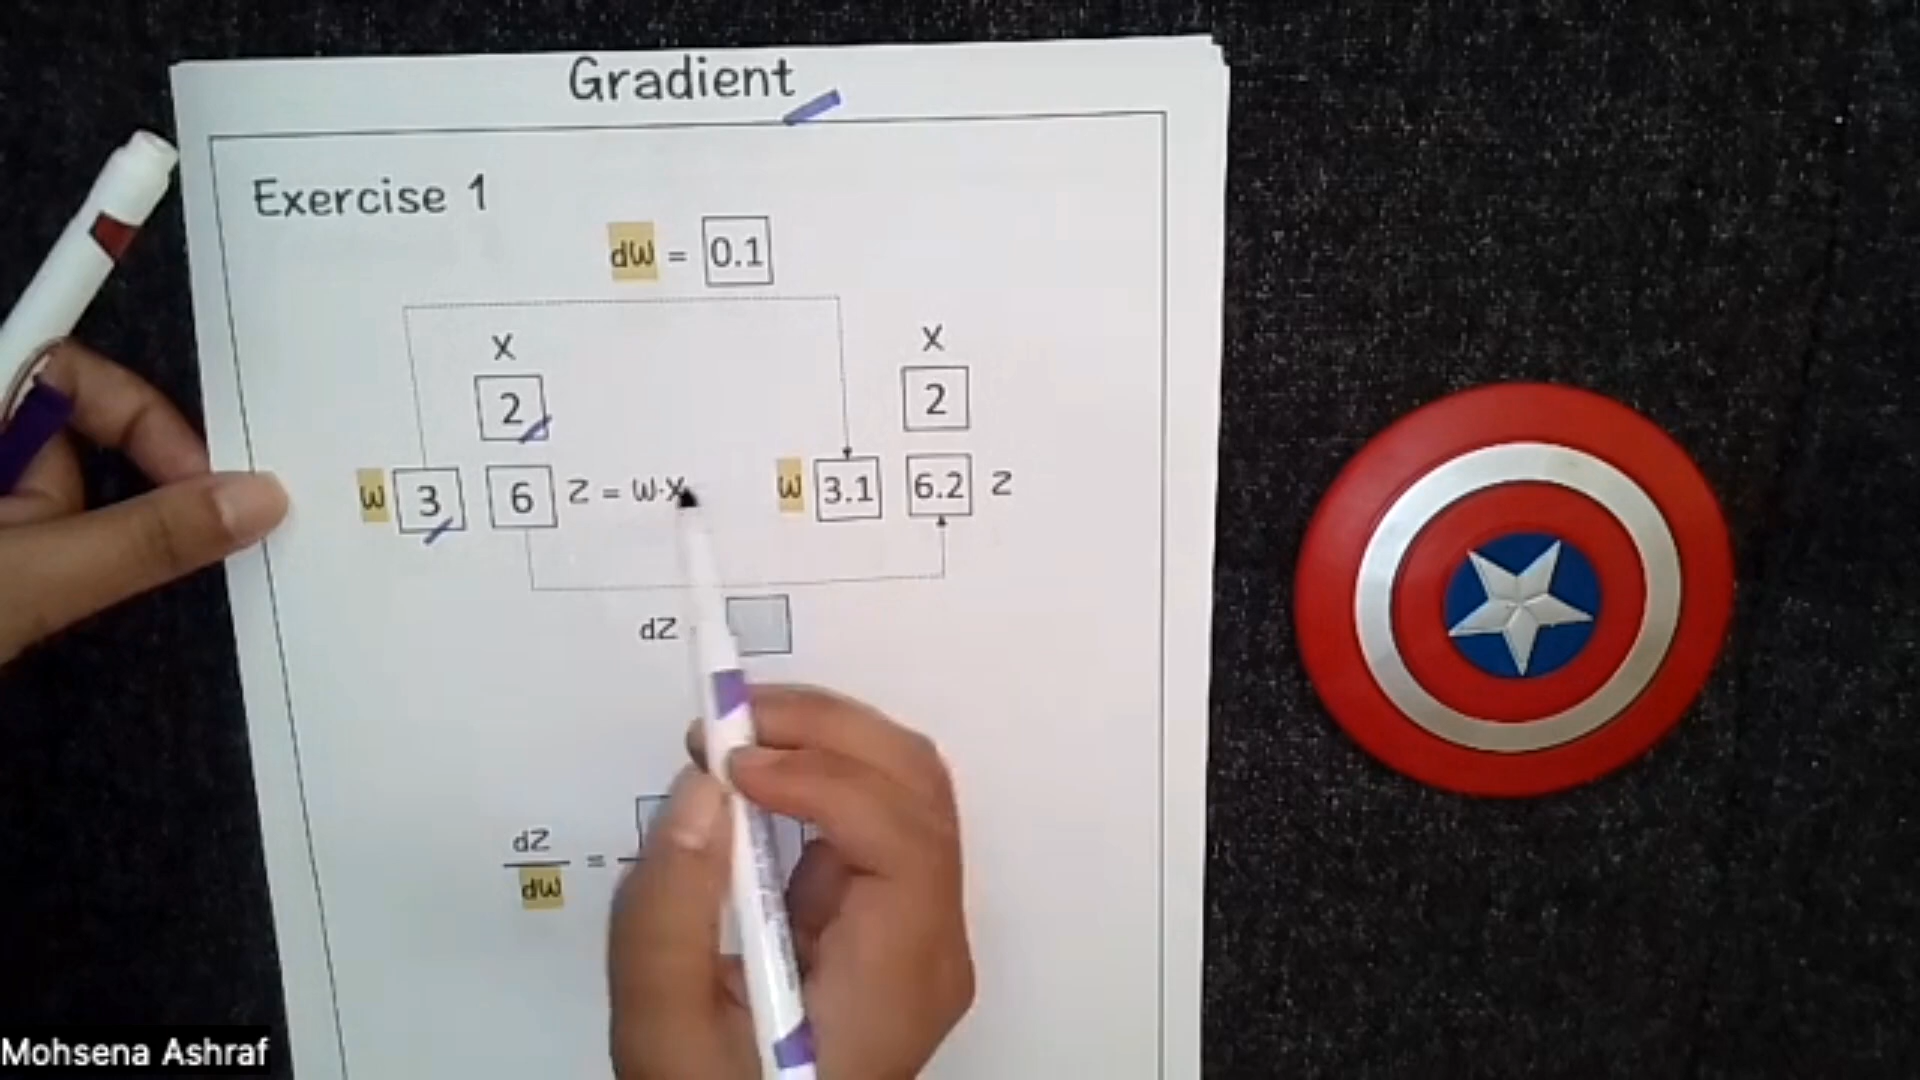 Gradient
Exercise 1
dW = 0.1
X
X
2
2
W 3 6 Z = W·X
W 3.1 6.2 Z
dZ
dZ
=
dW
Mohsena Ashraf